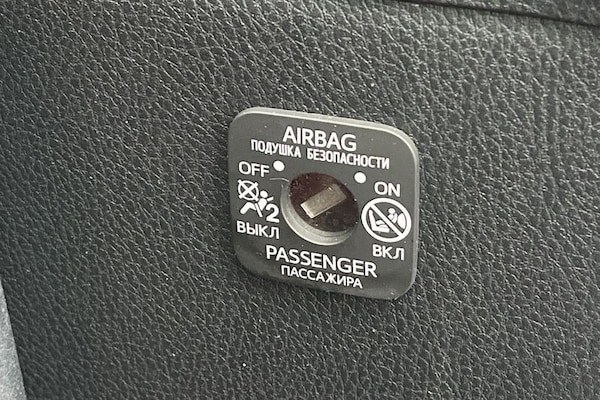 AIRBAG
ПОДУШКА БЕЗОПАСНОСТИ
OFF ON
2
ВЫКЛ ВКЛ
PASSENGER
ПАССАЖИРА